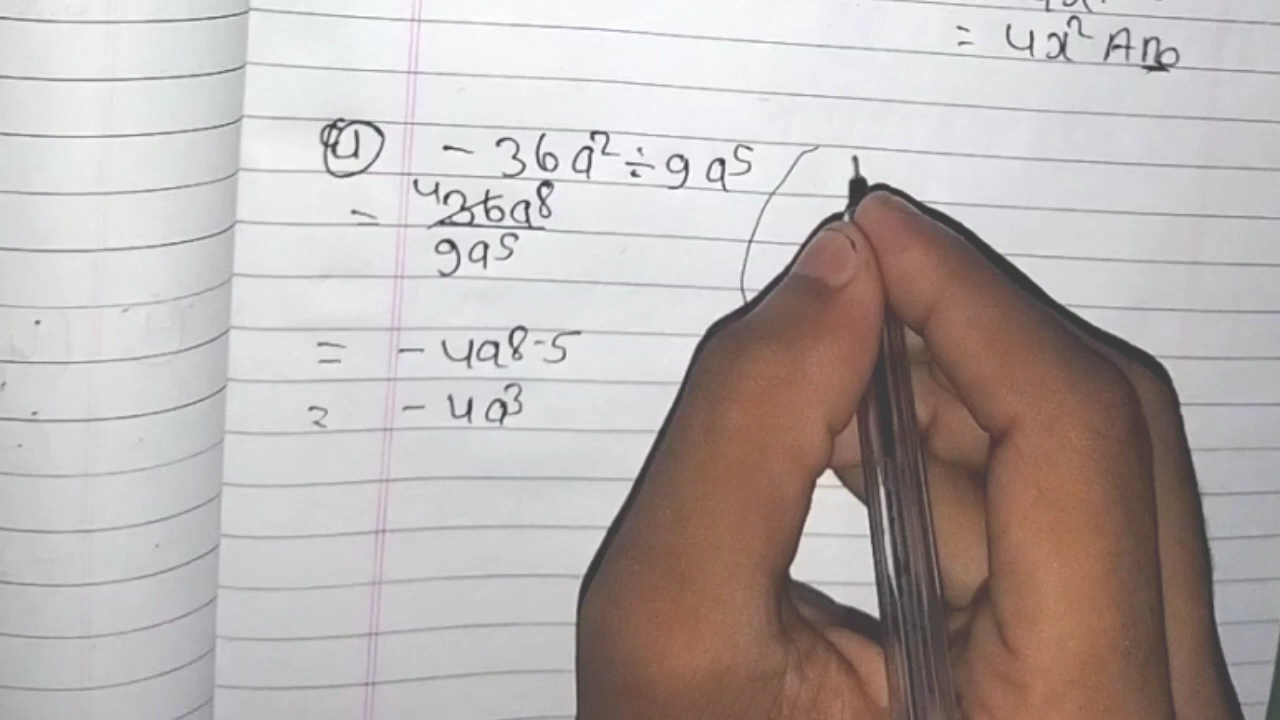 = 4x² Ans
④ - 36a² ÷ 9a⁵
= ⁴36a⁸
9a⁵
= - 4a8-5
= - 4a³